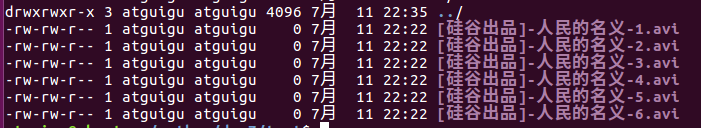 drwxrwxr-x 3 atguigu atguigu 4096 7月 11 22:35 ../
-rw-rw-r-- 1 atguigu atguigu 0 7月 11 22:22 [硅谷出品]-人民的名义-1.avi
-rw-rw-r-- 1 atguigu atguigu 0 7月 11 22:22 [硅谷出品]-人民的名义-2.avi
-rw-rw-r-- 1 atguigu atguigu 0 7月 11 22:22 [硅谷出品]-人民的名义-3.avi
-rw-rw-r-- 1 atguigu atguigu 0 7月 11 22:22 [硅谷出品]-人民的名义-4.avi
-rw-rw-r-- 1 atguigu atguigu 0 7月 11 22:22 [硅谷出品]-人民的名义-5.avi
-rw-rw-r-- 1 atguigu atguigu 0 7月 11 22:22 [硅谷出品]-人民的名义-6.avi